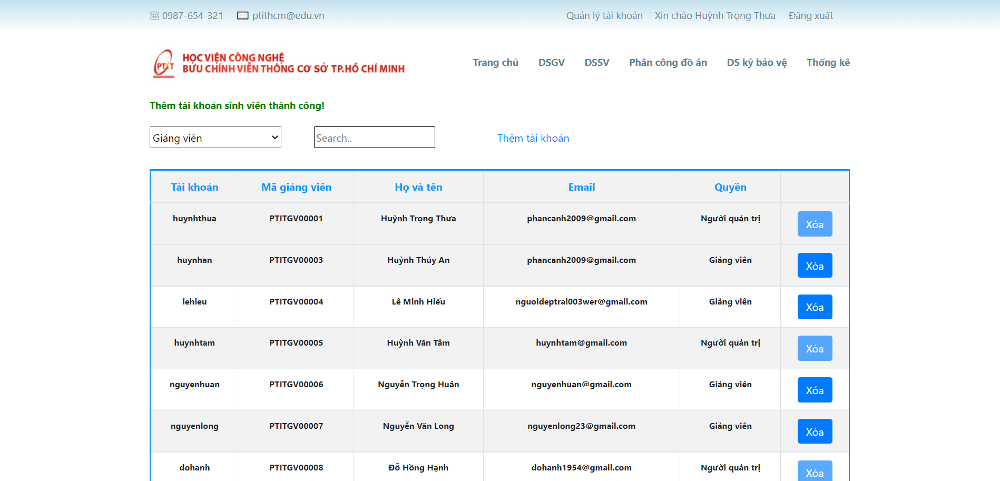 0987-654-321 ptithcm@edu.vn Quản lý tài khoản Xin chào Huỳnh Trọng Thưa Đăng xuất
PTIT HỌC VIỆN CÔNG NGHỆ
BƯU CHÍNH VIỄN THÔNG CƠ SỞ TP.HỒ CHÍ MINH
Trang chủ DSGV DSSV Phân công đồ án DS kỳ bảo vệ Thống kê
Thêm tài khoản sinh viên thành công!
Giảng viên Search.. Thêm tài khoản
Tài khoản Mã giảng viên Họ và tên Email Quyền
huynhthua PTITGV00001 Huỳnh Trọng Thưa phancanh2009@gmail.com Người quản trị Xóa
huynhan PTITGV00003 Huỳnh Thúy An phancanh2009@gmail.com Giảng viên Xóa
lehieu PTITGV00004 Lê Minh Hiếu nguoideptrai003wer@gmail.com Giảng viên Xóa
huynhtam PTITGV00005 Huỳnh Văn Tâm huynhtam@gmail.com Người quản trị Xóa
nguyenhuan PTITGV00006 Nguyễn Trọng Huân nguyenhuan@gmail.com Giảng viên Xóa
nguyenlong PTITGV00007 Nguyễn Văn Long nguyenlong23@gmail.com Giảng viên Xóa
dohanh PTITGV00008 Đỗ Hồng Hạnh dohanh1954@gmail.com Người quản trị Xóa